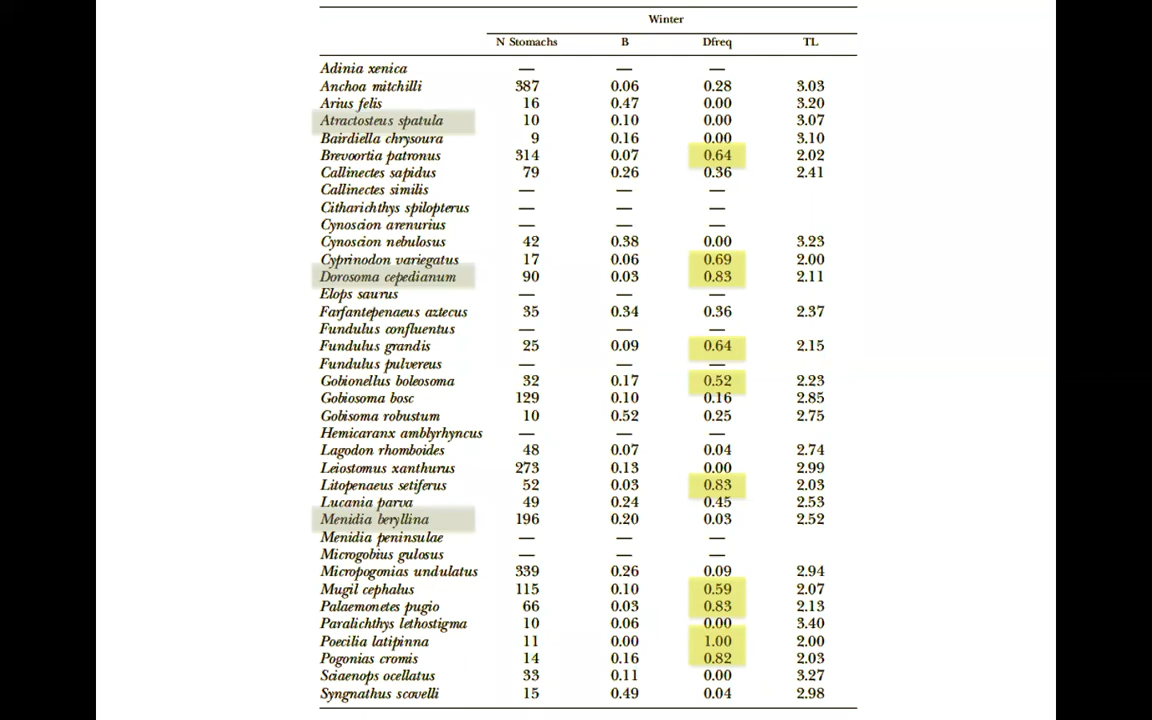 Winter
N Stomachs B Dfreq TL
Adinia xenica — — —
Anchoa mitchilli 387 0.06 0.28 3.03
Arius felis 16 0.47 0.00 3.20
Atractosteus spatula 10 0.10 0.00 3.07
Bairdiella chrysoura 9 0.16 0.00 3.10
Brevoortia patronus 314 0.07 0.64 2.02
Callinectes sapidus 79 0.26 0.36 2.41
Callinectes similis — — —
Citharichthys spilopterus — — —
Cynoscion arenurius — — —
Cynoscion nebulosus 42 0.38 0.00 3.23
Cyprinodon variegatus 17 0.06 0.69 2.00
Dorosoma cepedianum 90 0.03 0.83 2.11
Elops saurus — — —
Farfantepenaeus aztecus 35 0.34 0.36 2.37
Fundulus confluentus — — —
Fundulus grandis 25 0.09 0.64 2.15
Fundulus pulvereus — — —
Gobionellus boleosoma 32 0.17 0.52 2.23
Gobiosoma bosc 129 0.10 0.16 2.85
Gobisoma robustum 10 0.52 0.25 2.75
Hemicaranx amblyrhyncus — — —
Lagodon rhomboides 48 0.07 0.04 2.74
Leiostomus xanthurus 273 0.13 0.00 2.99
Litopenaeus setiferus 52 0.03 0.83 2.03
Lucania parva 49 0.24 0.45 2.53
Menidia beryllina 196 0.20 0.03 2.52
Menidia peninsulae — — —
Microgobius gulosus — — —
Micropogonias undulatus 339 0.26 0.09 2.94
Mugil cephalus 115 0.10 0.59 2.07
Palaemonetes pugio 66 0.03 0.83 2.13
Paralichthys lethostigma 10 0.06 0.00 3.40
Poecilia latipinna 11 0.00 1.00 2.00
Pogonias cromis 14 0.16 0.82 2.03
Sciaenops ocellatus 33 0.11 0.00 3.27
Syngnathus scovelli 15 0.49 0.04 2.98